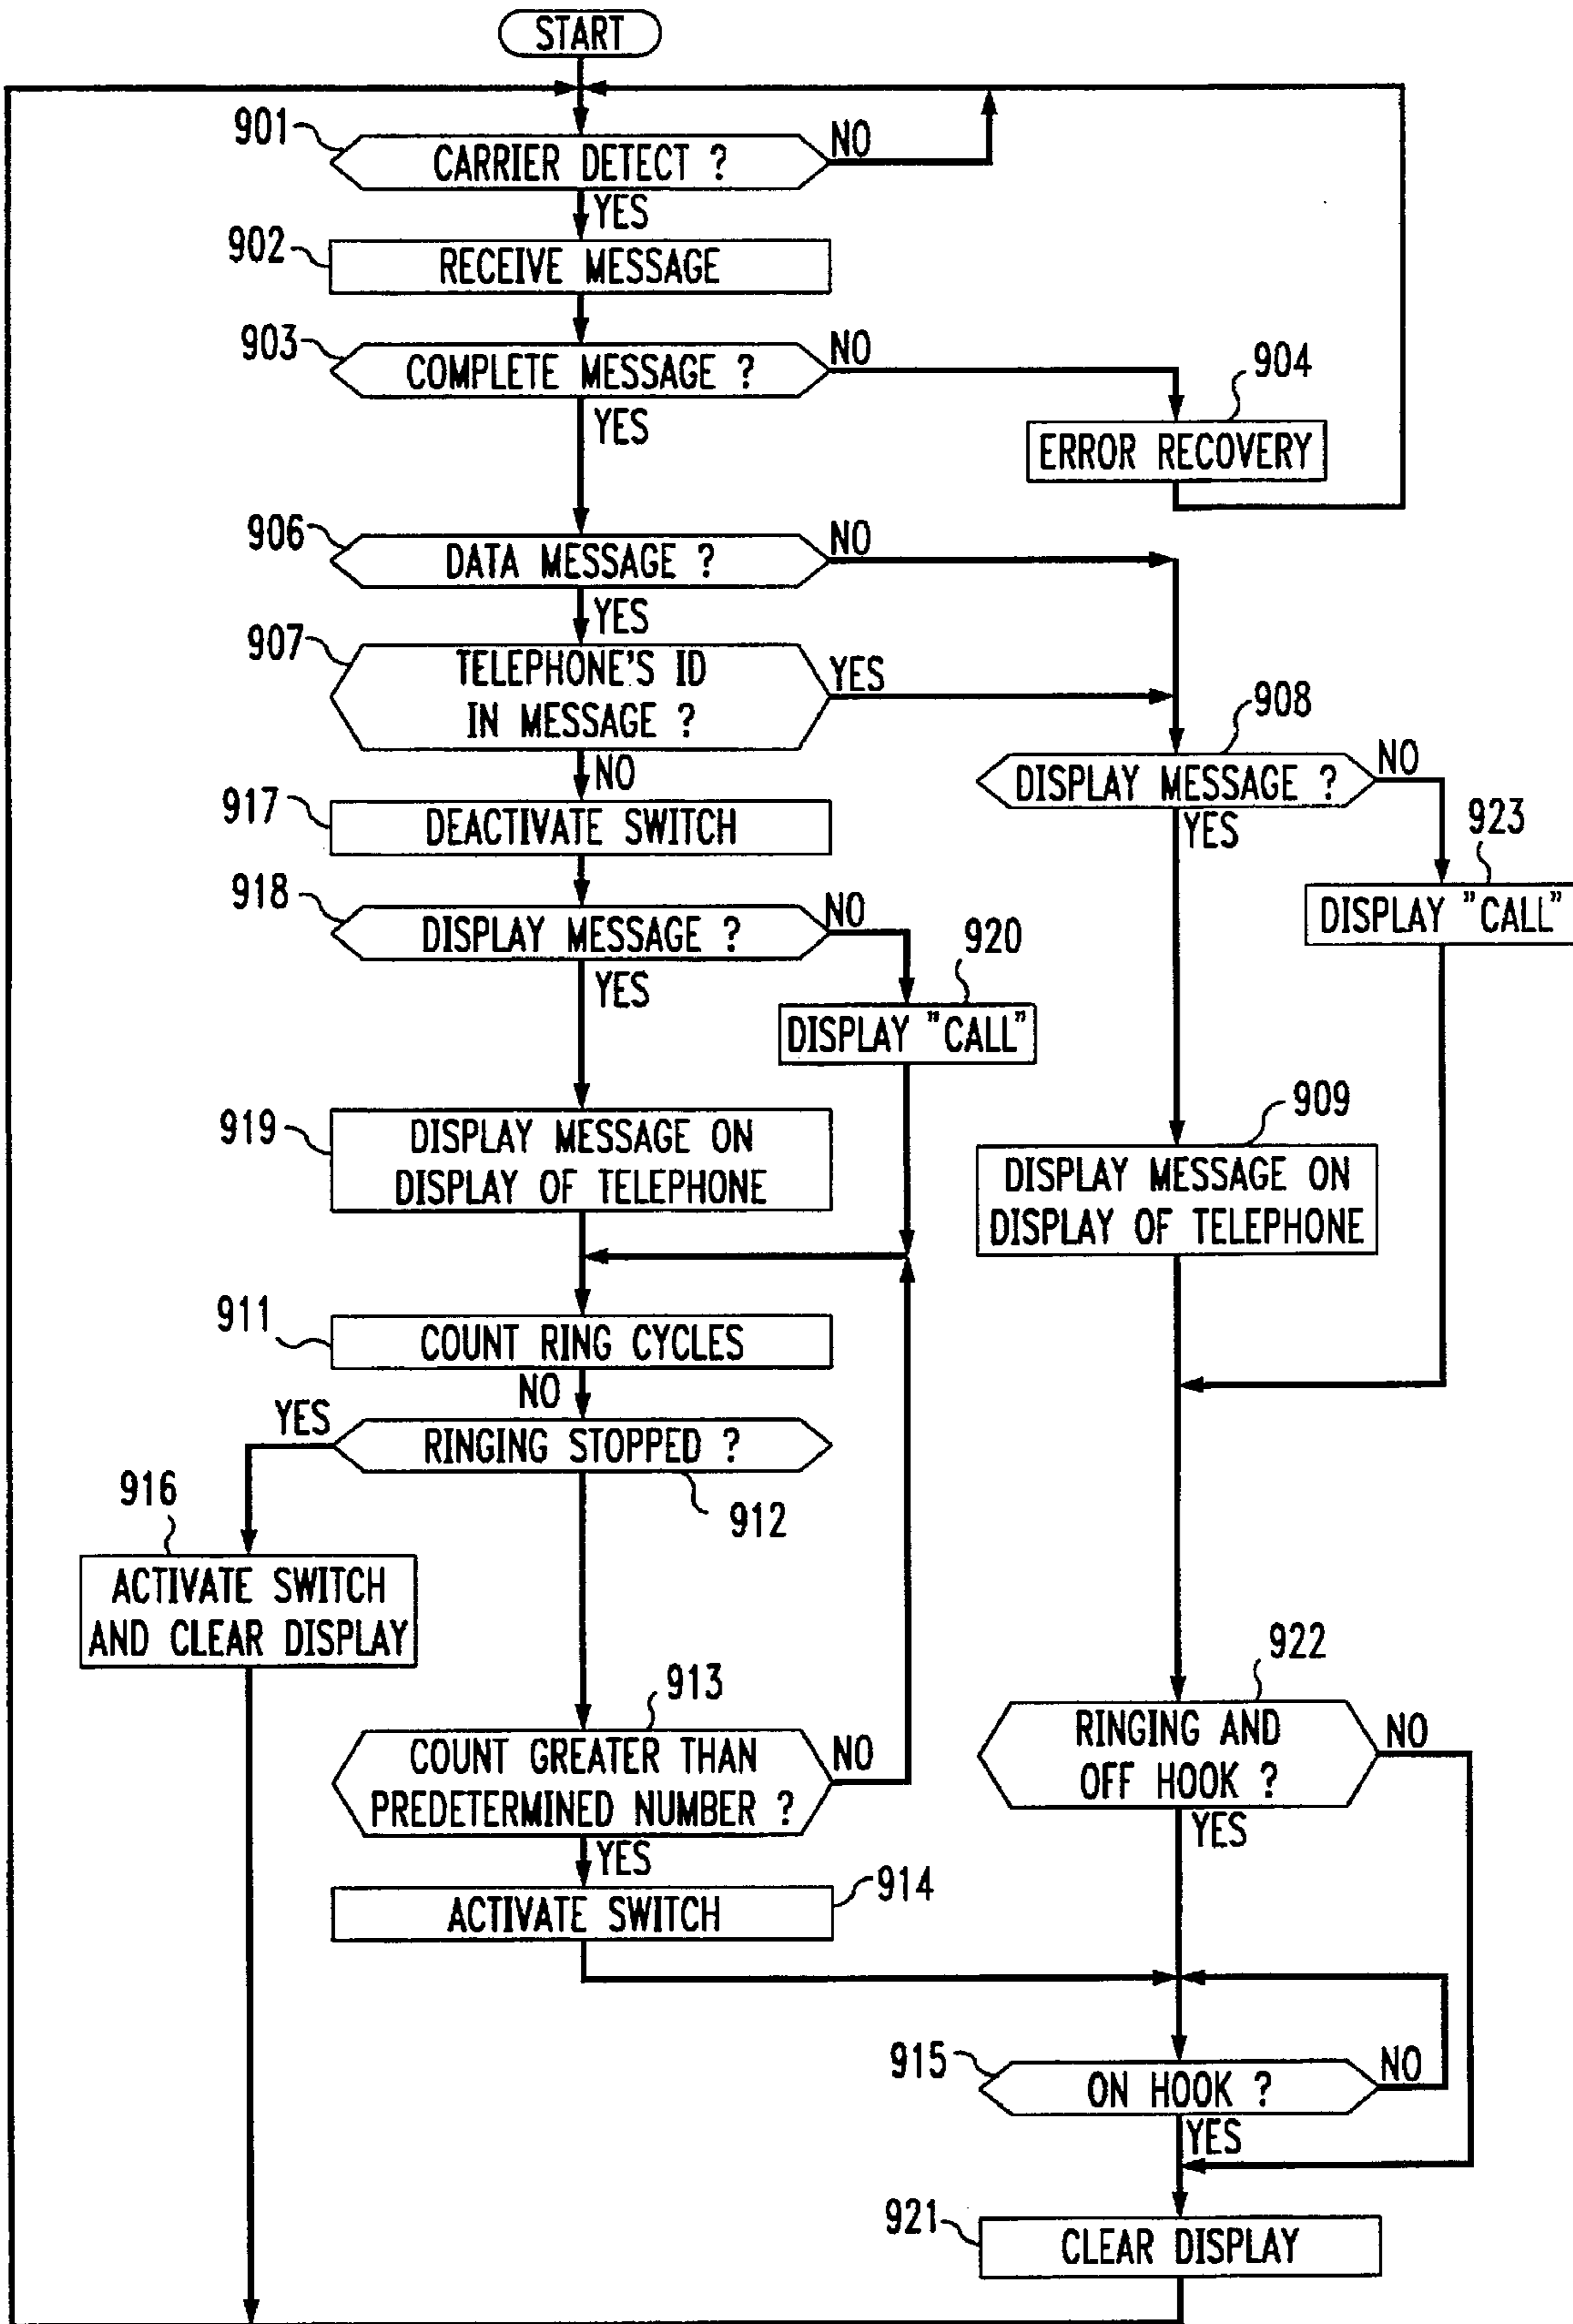 START
901
CARRIER DETECT ?
NO
YES
902
RECEIVE MESSAGE
903
COMPLETE MESSAGE ?
NO
YES
904
ERROR RECOVERY
906
DATA MESSAGE ?
NO
YES
907
TELEPHONE'S ID
IN MESSAGE ?
YES
NO
908
DISPLAY MESSAGE ?
NO
YES
917
DEACTIVATE SWITCH
923
DISPLAY "CALL"
918
DISPLAY MESSAGE ?
NO
YES
920
DISPLAY "CALL"
919
DISPLAY MESSAGE ON
DISPLAY OF TELEPHONE
909
DISPLAY MESSAGE ON
DISPLAY OF TELEPHONE
911
COUNT RING CYCLES
NO
YES
RINGING STOPPED ?
912
916
ACTIVATE SWITCH
AND CLEAR DISPLAY
913
COUNT GREATER THAN
PREDETERMINED NUMBER ?
NO
YES
922
RINGING AND
OFF HOOK ?
NO
YES
914
ACTIVATE SWITCH
915
ON HOOK ?
NO
YES
921
CLEAR DISPLAY